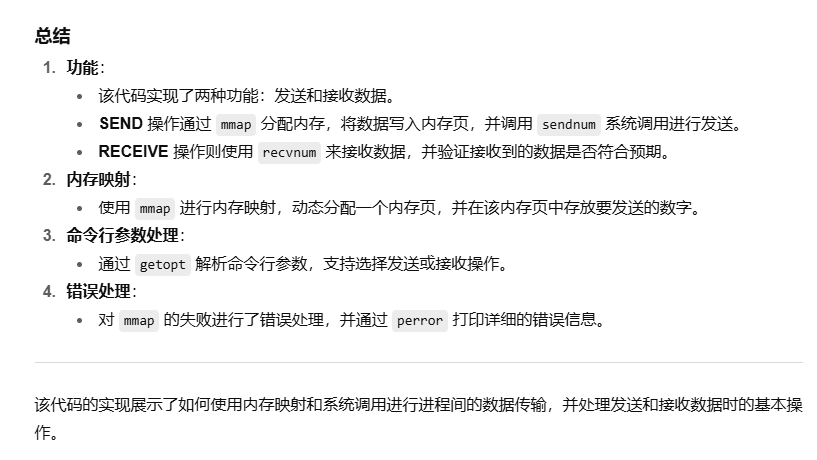 总结
1. 功能：
• 该代码实现了两种功能：发送和接收数据。
• SEND 操作通过 mmap 分配内存，将数据写入内存页，并调用 sendnum 系统调用进行发送。
• RECEIVE 操作则使用 recvnum 来接收数据，并验证接收到的数据是否符合预期。
2. 内存映射：
• 使用 mmap 进行内存映射，动态分配一个内存页，并在该内存页中存放要发送的数字。
3. 命令行参数处理：
• 通过 getopt 解析命令行参数，支持选择发送或接收操作。
4. 错误处理：
• 对 mmap 的失败进行了错误处理，并通过 perror 打印详细的错误信息。
该代码的实现展示了如何使用内存映射和系统调用进行进程间的数据传输，并处理发送和接收数据时的基本操
作。